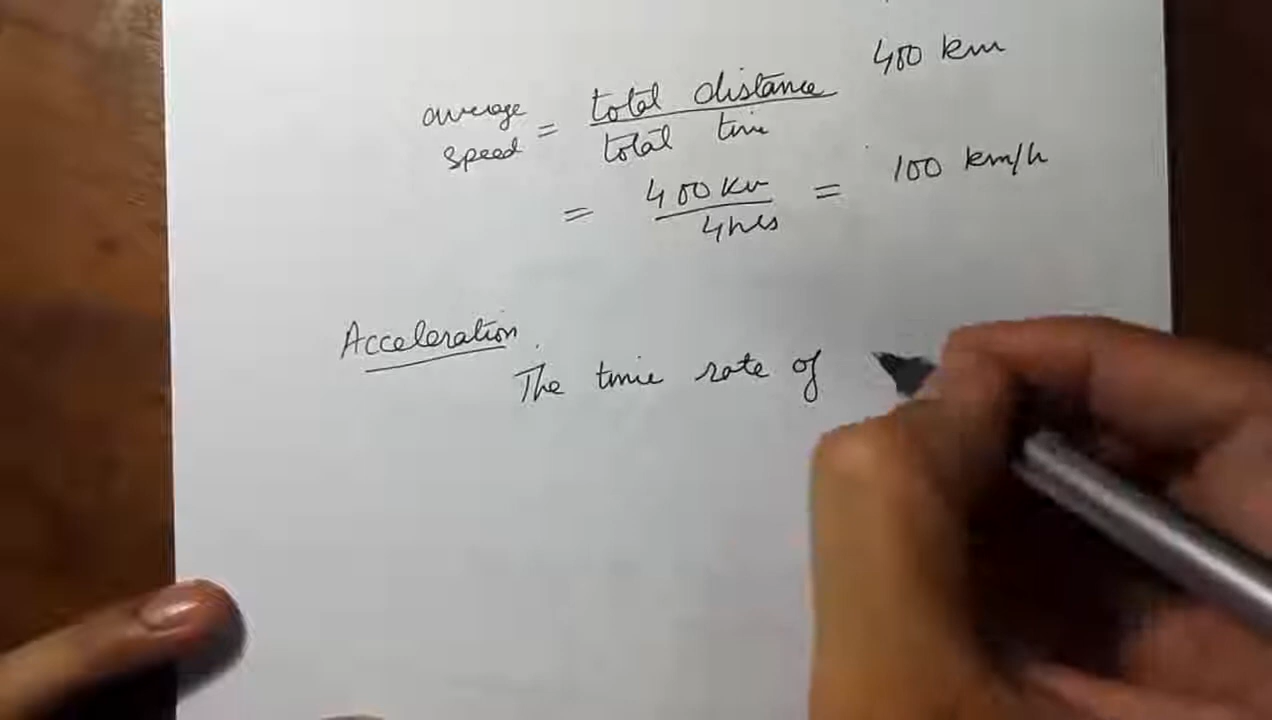 400 km
average speed = total distance / total time
= 400 km / 4 hrs = 100 km/h
Acceleration.
The time rate of